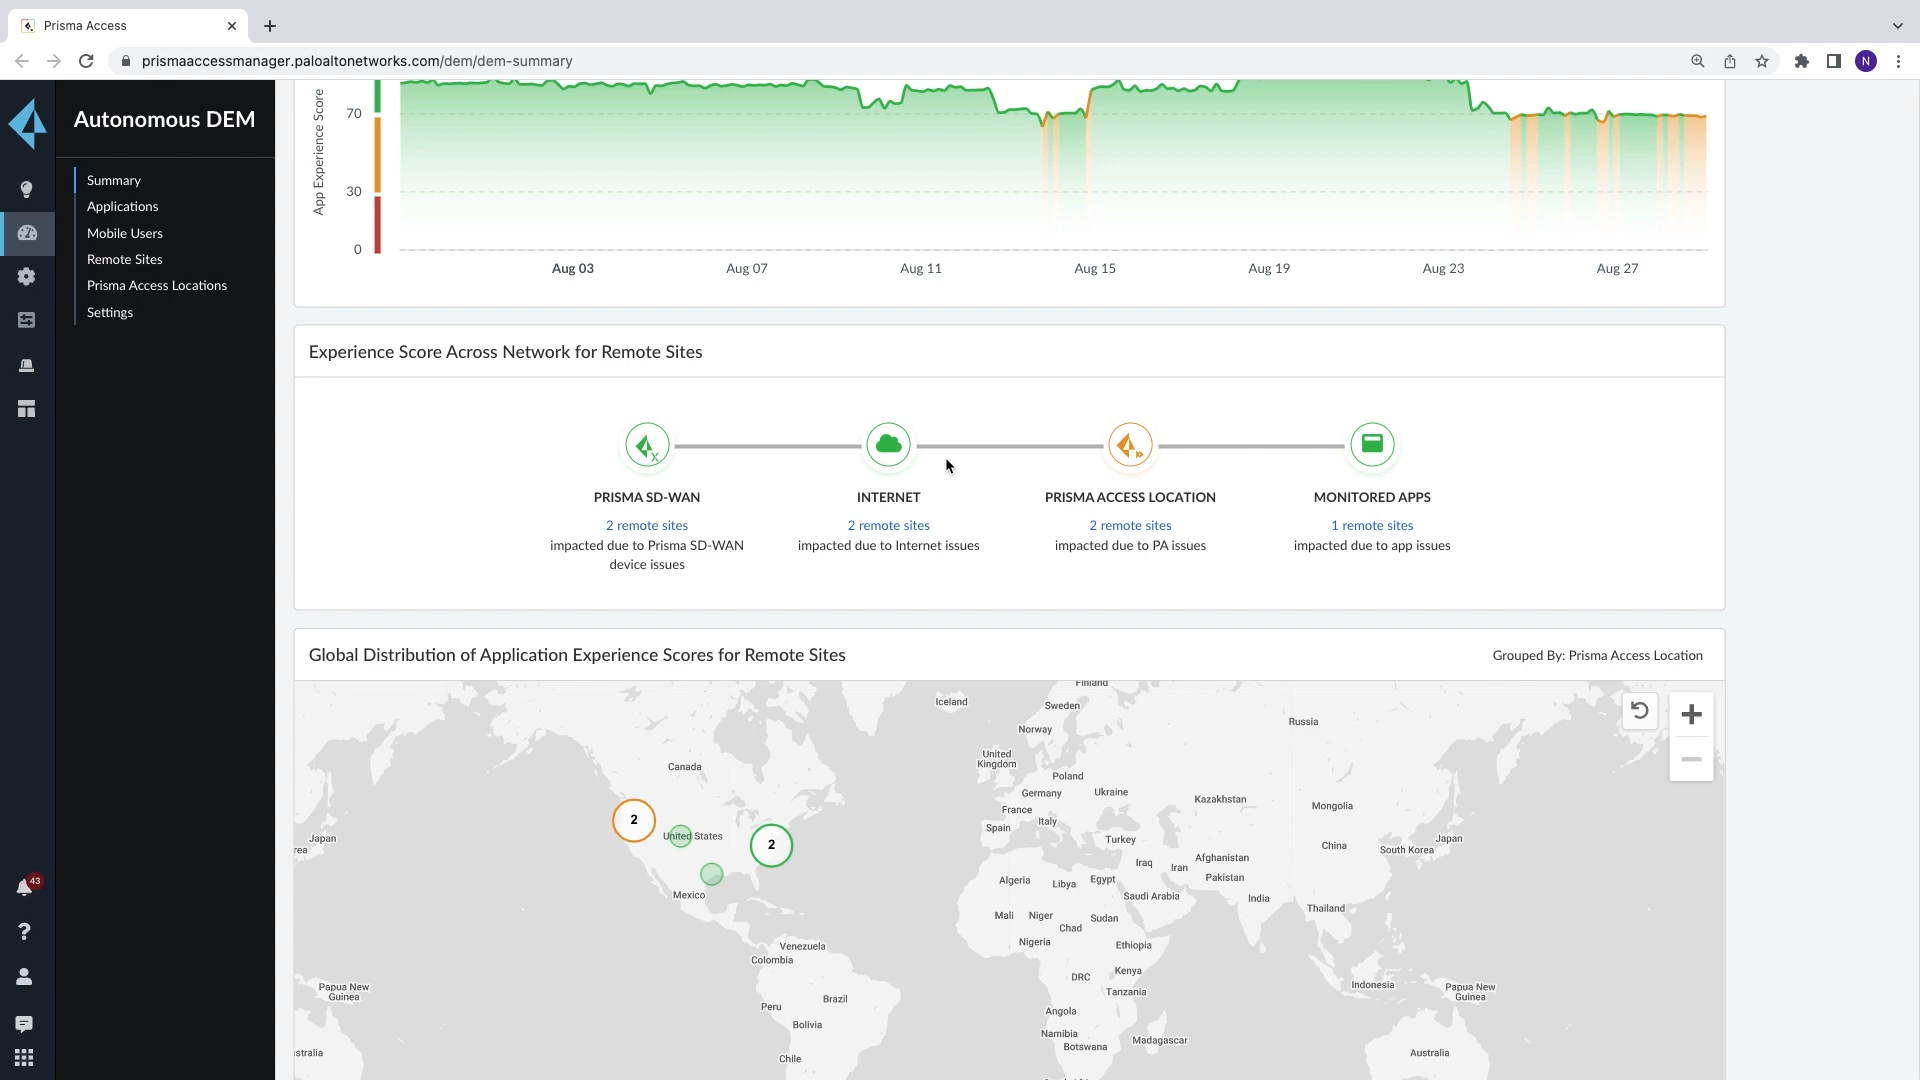 Prisma Access
prismaaccessmanager.paloaltonetworks.com/dem/dem-summary
N
Autonomous DEM
Summary
Applications
Mobile Users
Remote Sites
Prisma Access Locations
Settings
43
App Experience Score
70
30
0
Aug 03
Aug 07
Aug 11
Aug 15
Aug 19
Aug 23
Aug 27
Experience Score Across Network for Remote Sites
PRISMA SD-WAN
2 remote sites
impacted due to Prisma SD-WAN
device issues
INTERNET
2 remote sites
impacted due to Internet issues
PRISMA ACCESS LOCATION
2 remote sites
impacted due to PA issues
MONITORED APPS
1 remote sites
impacted due to app issues
Global Distribution of Application Experience Scores for Remote Sites
Grouped By: Prisma Access Location
Finland
Iceland
Sweden
Norway
Russia
United
Kingdom
Canada
Poland
Germany
Ukraine
Kazakhstan
Mongolia
France
Italy
Spain
2
United States
2
Japan
rea
Turkey
China
South Korea
Japan
Iraq
Iran
Afghanistan
Pakistan
Algeria
Libya
Egypt
Saudi Arabia
India
Mexico
Thailand
Mali
Niger
Sudan
Chad
Nigeria
Ethiopia
Venezuela
Colombia
DRC
Kenya
Tanzania
Indonesia
Papua New
Guinea
Papua New
Guinea
Brazil
Peru
Angola
Bolivia
Namibia
Botswana
Madagascar
stralia
Chile
Australia